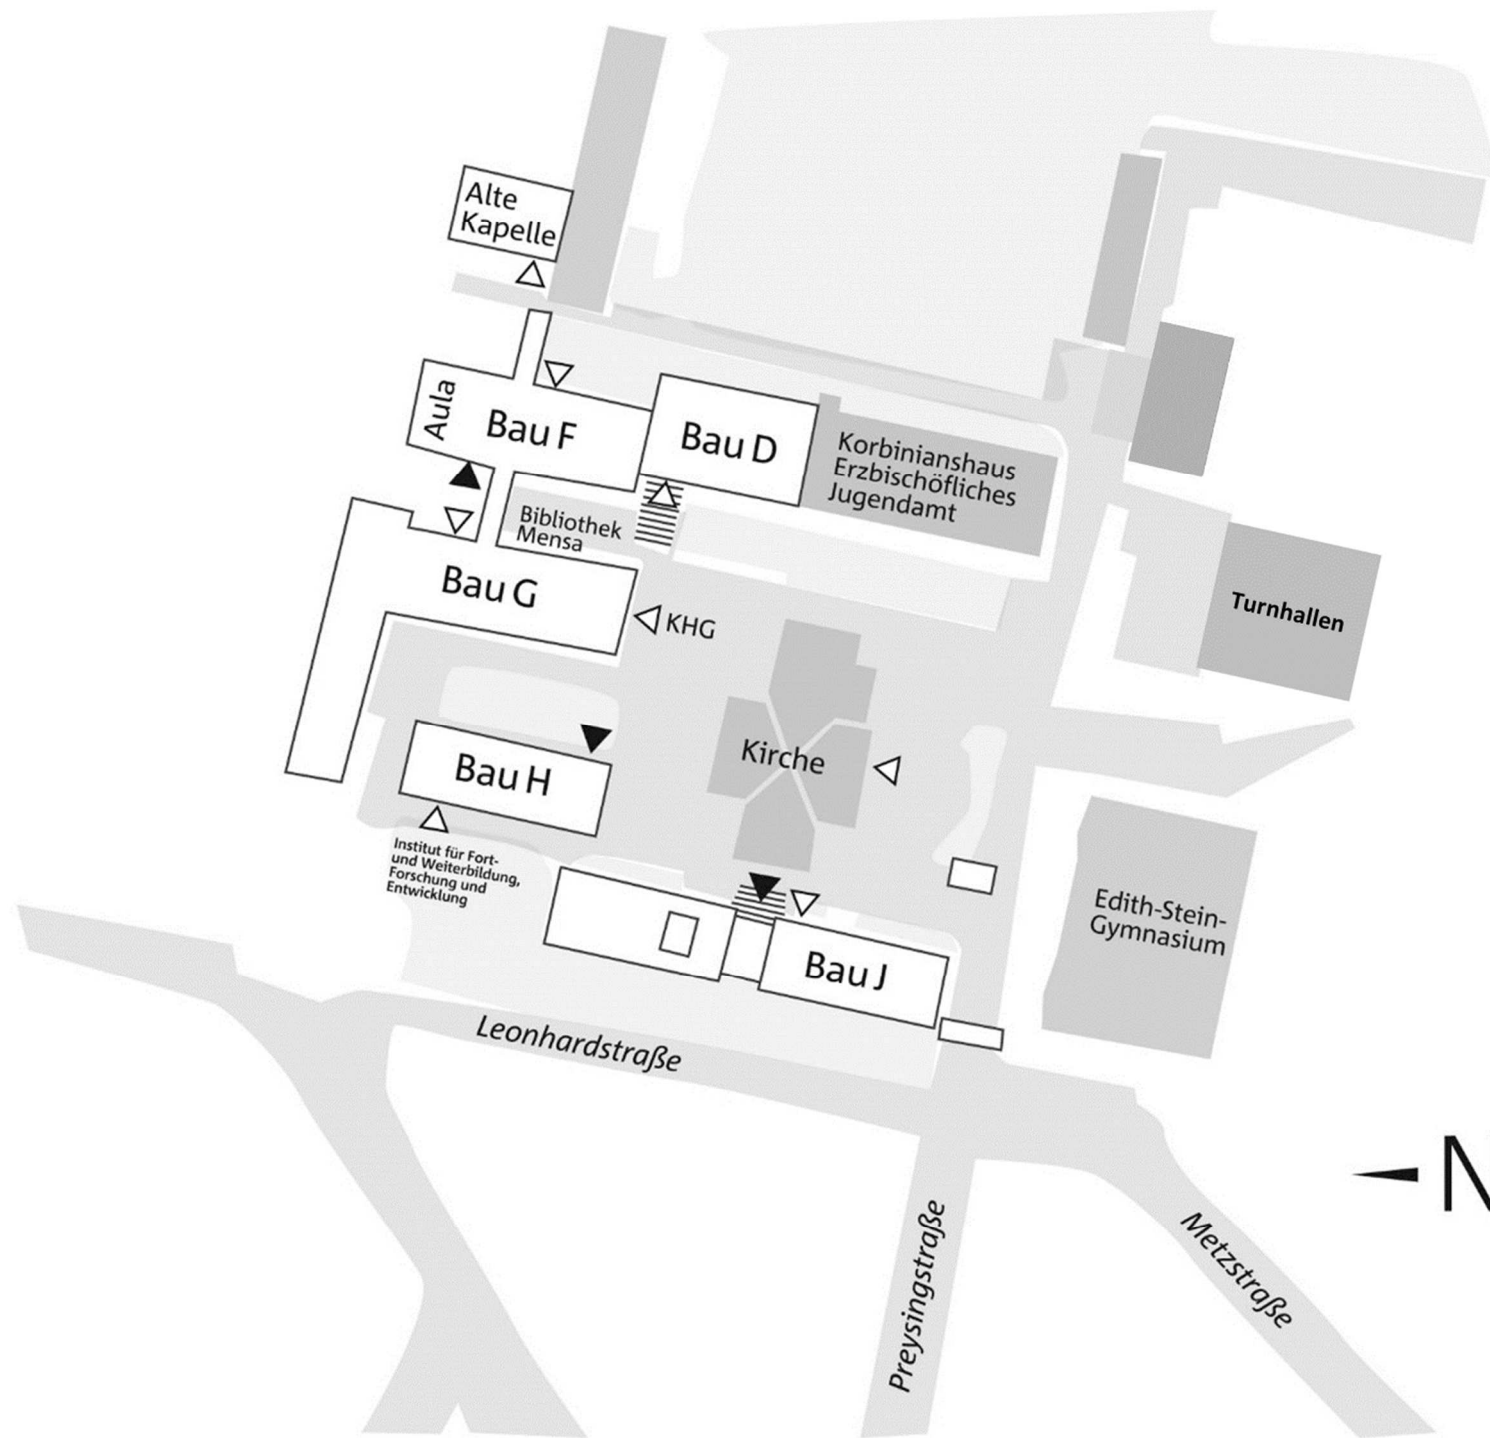 Alte
Kapelle
Aula
Bau F
Bau D
Korbinianshaus
Erzbischöfliches
Jugendamt
Bibliothek
Mensa
Bau G
KHG
Turnhallen
Kirche
Bau H
Institut für Fort-
und Weiterbildung,
Forschung und
Entwicklung
Edith-Stein-
Gymnasium
Bau J
Leonhardstraße
Preysingstraße
Metzstraße
N